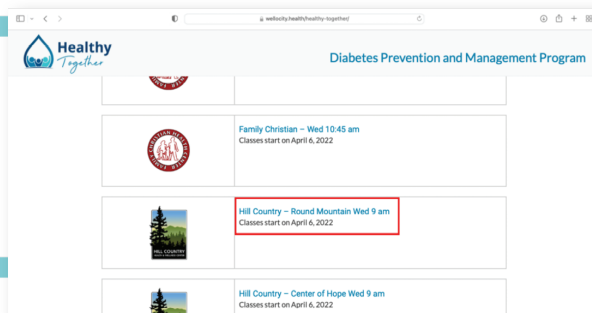 wellocity.health/healthy-together/
Healthy
Together
Diabetes Prevention and Management Program
Family Christian – Wed 10:45 am
Classes start on April 6, 2022
Hill Country – Round Mountain Wed 9 am
Classes start on April 6, 2022
HILL COUNTRY
Hill Country – Center of Hope Wed 9 am
Classes start on April 6, 2022